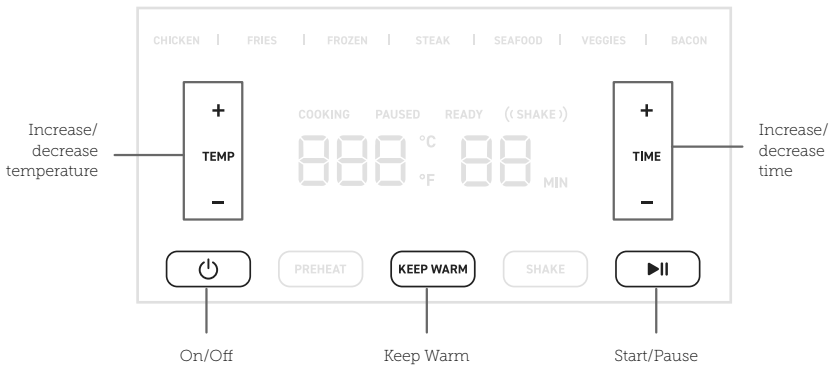 CHICKEN | FRIES | FROZEN | STEAK | SEAFOOD | VEGGIES | BACON
+
TEMP
−
COOKING PAUSED READY ((SHAKE))
888 °C °F 88 MIN
+
TIME
−
Increase/
decrease
temperature
Increase/
decrease
time
PREHEAT KEEP WARM SHAKE
On/Off Keep Warm Start/Pause